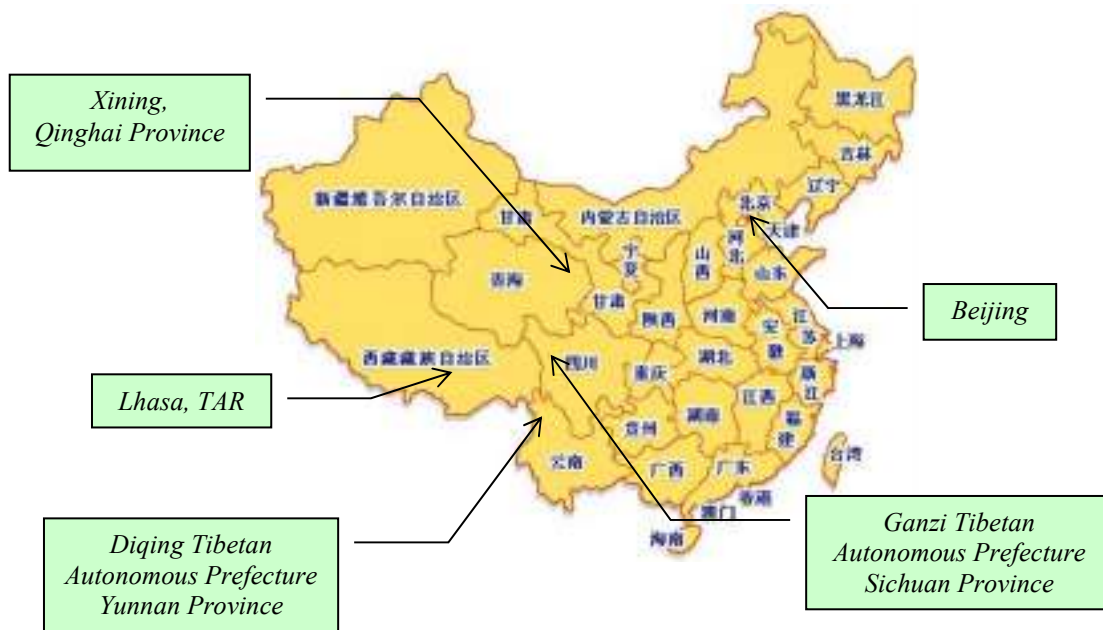 Xining,
Qinghai Province
黑龙江
吉林
辽宁
新疆维吾尔自治区
甘肃
内蒙古自治区
北京
天津
河北
山西
宁夏
山东
青海
甘肃
陕西
河南
江苏
安徽
上海
Beijing
西藏藏族自治区
四川
重庆
湖北
浙江
Lhasa, TAR
江西
湖南
贵州
福建
云南
广西
广东
台湾
香港
澳门
海南
Diqing Tibetan
Autonomous Prefecture
Yunnan Province
Ganzi Tibetan
Autonomous Prefecture
Sichuan Province